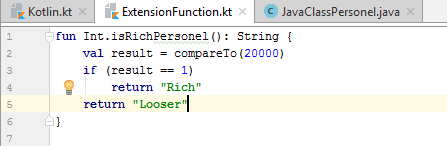 Kotlin.kt ExtensionFunction.kt JavaClassPersonel.java
1 fun Int.isRichPersonel(): String {
2 val result = compareTo(20000)
3 if (result == 1)
4 return "Rich"
5 return "Looser"
6 }
7